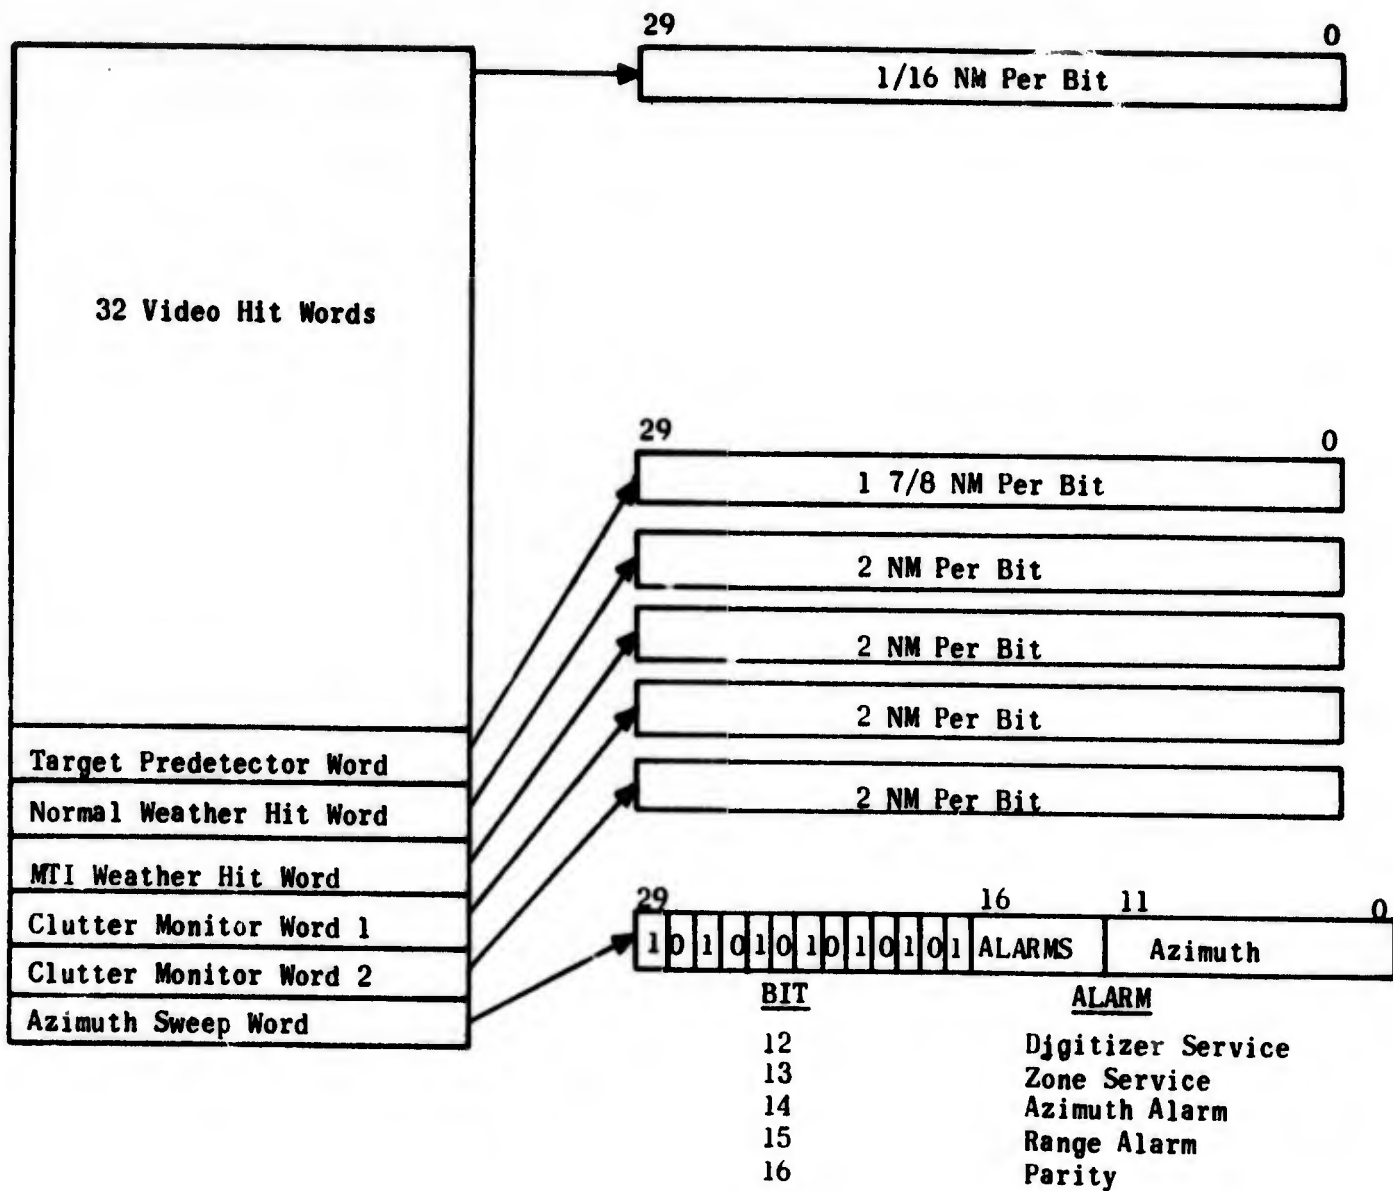 29 0
1/16 NM Per Bit
32 Video Hit Words
29 0
1 7/8 NM Per Bit
2 NM Per Bit
2 NM Per Bit
2 NM Per Bit
2 NM Per Bit
Target Predetector Word
Normal Weather Hit Word
MTI Weather Hit Word
Clutter Monitor Word 1
Clutter Monitor Word 2
Azimuth Sweep Word
29 16 11 0
1 0 1 0 1 0 1 0 1 0 1 0 1 ALARMS Azimuth
BIT ALARM
12 Digitizer Service
13 Zone Service
14 Azimuth Alarm
15 Range Alarm
16 Parity